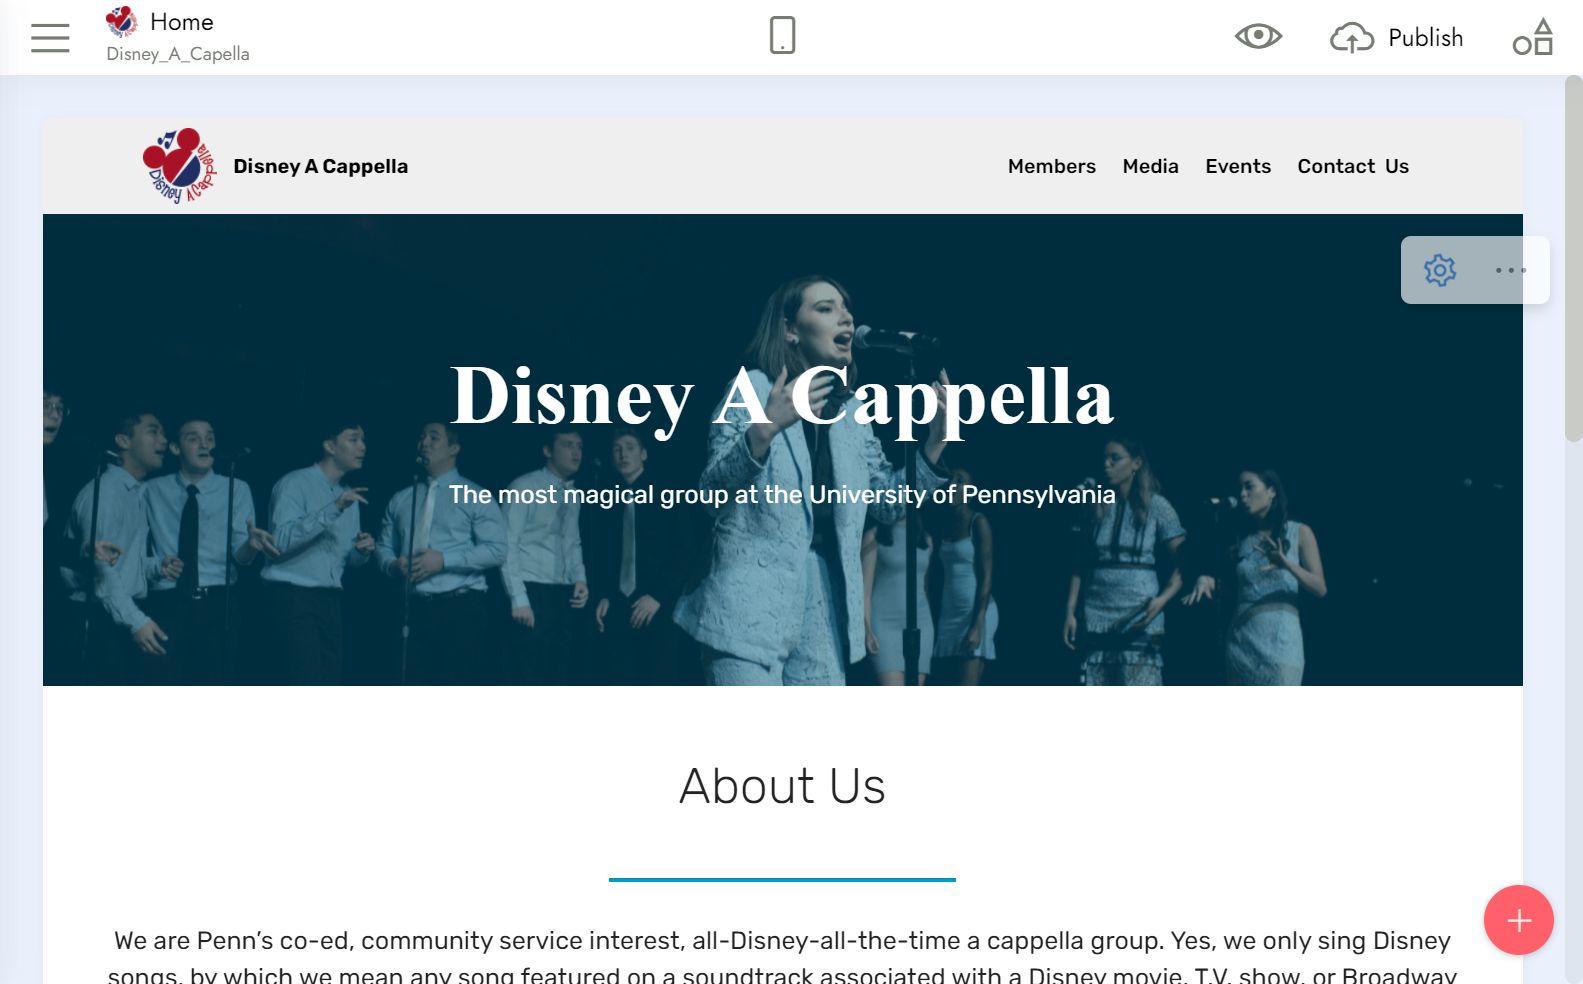 Home
Disney_A_Capella
Publish
Disney A Cappella
Disney A Cappella
Members Media Events Contact Us
Disney A Cappella
The most magical group at the University of Pennsylvania
About Us
We are Penn’s co-ed, community service interest, all-Disney-all-the-time a cappella group. Yes, we only sing Disney
songs, by which we mean any song featured on a soundtrack associated with a Disney movie, T.V. show, or Broadway